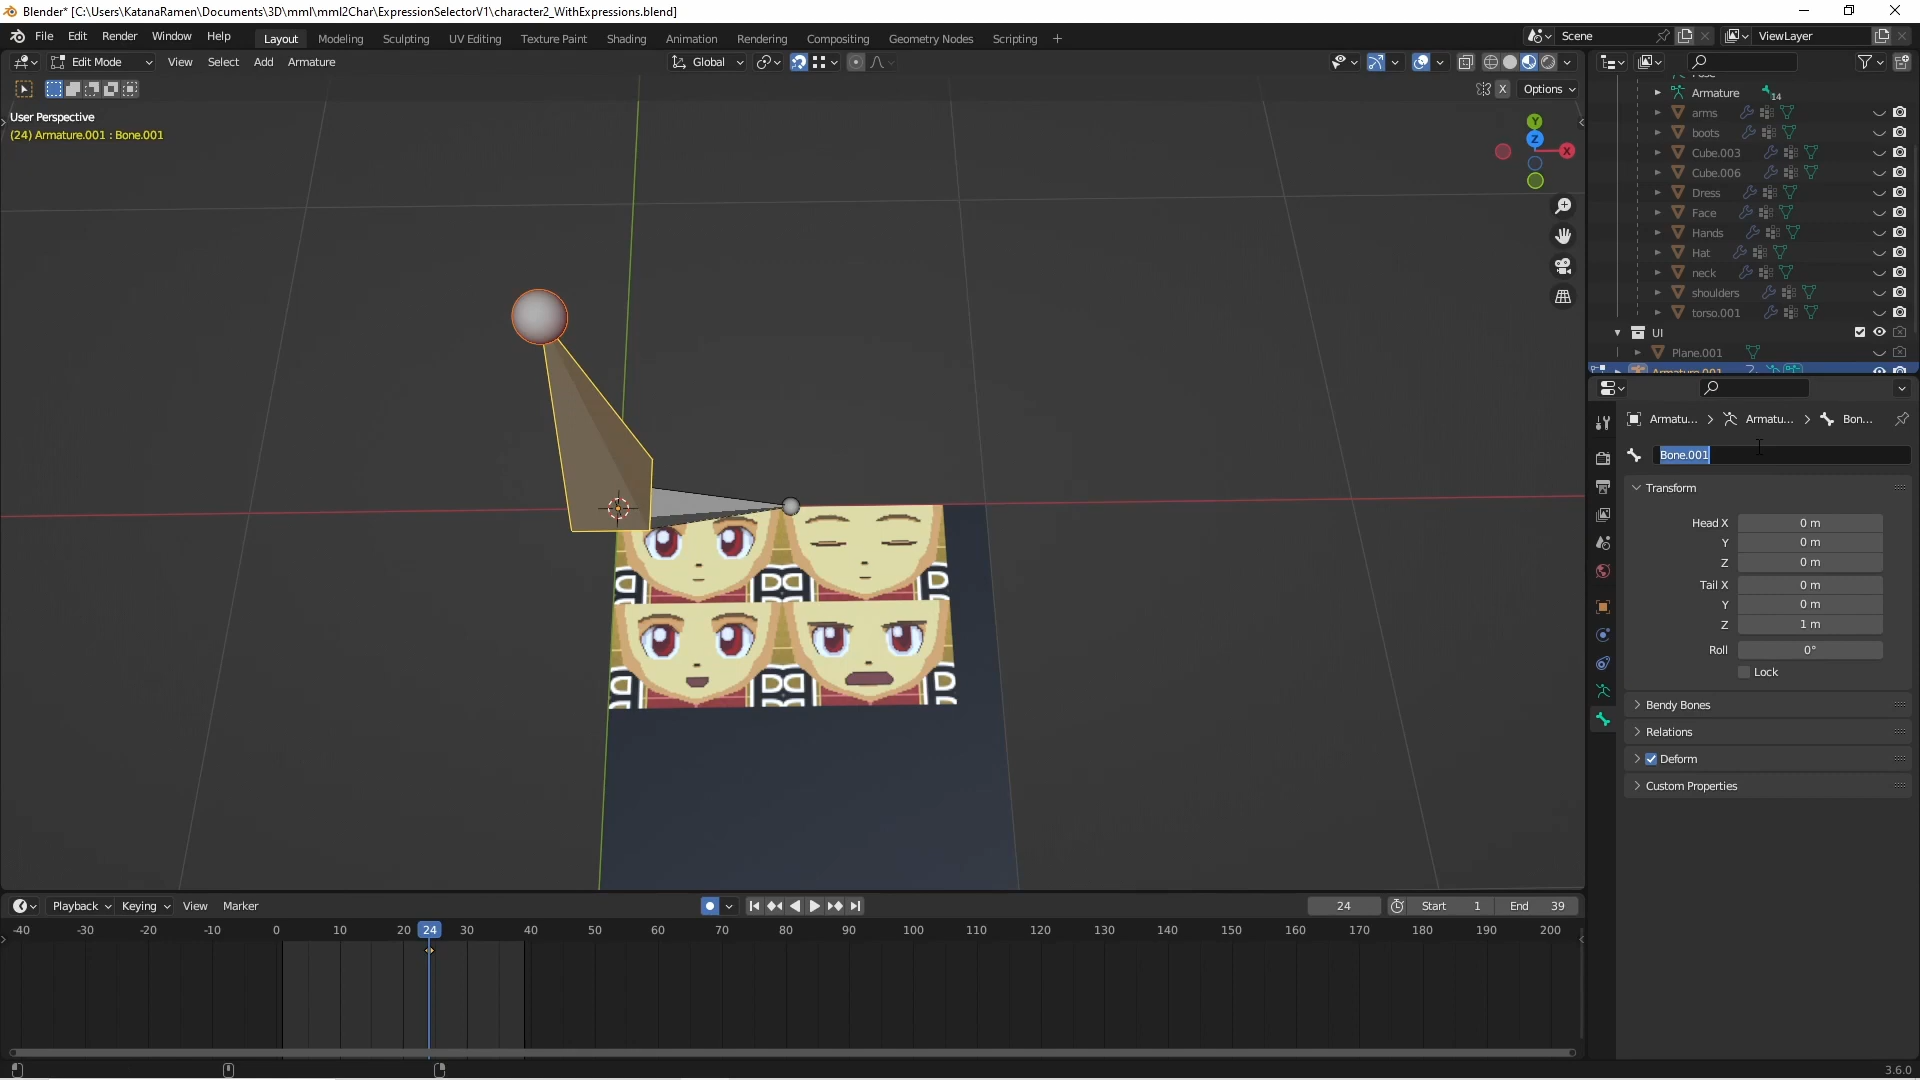 Blender* [C:\Users\KatanaRamen\Documents\3D\mml\mml2Char\ExpressionSelectorV1\character2_WithExpressions.blend]
File Edit Render Window Help Layout Modeling Sculpting UV Editing Texture Paint Shading Animation Rendering Compositing Geometry Nodes Scripting + Scene ViewLayer
Edit Mode View Select Add Armature Global
X Options
User Perspective
(24) Armature.001 : Bone.001
Y
Z
X
Armature 14
arms
boots
Cube.003
Cube.006
Dress
Face
Hands
Hat
neck
shoulders
torso.001
UI
Plane.001
Armature.001
Armatu... > Armatu... > Bon...
Bone.001
Transform
Head X 0 m
Y 0 m
Z 0 m
Tail X 0 m
Y 0 m
Z 1 m
Roll 0°
Lock
Bendy Bones
Relations
Deform
Custom Properties
Playback Keying View Marker 24 Start 1 End 39
-40 -30 -20 -10 0 10 20 24 30 40 50 60 70 80 90 100 110 120 130 140 150 160 170 180 190 200
3.6.0